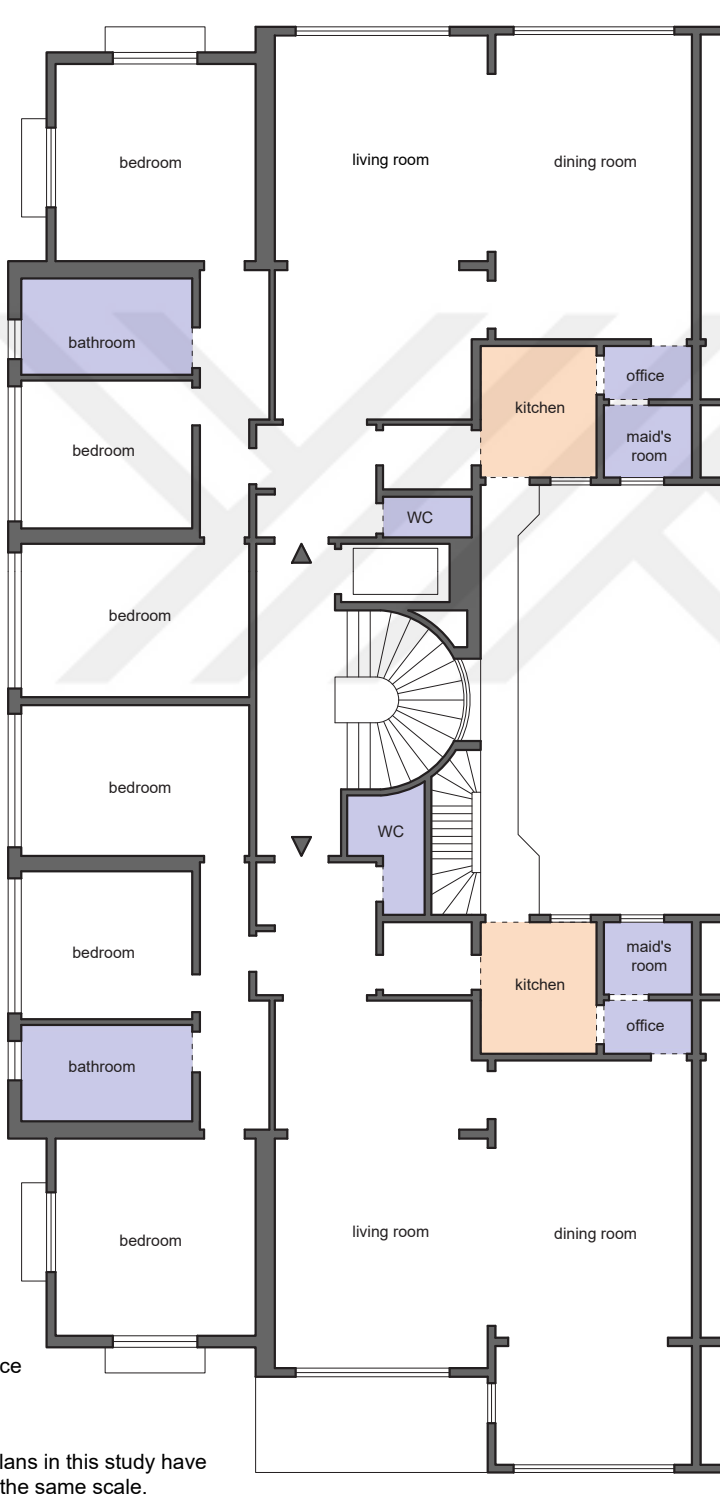 bedroom
living room
dining room
bathroom
office
kitchen
bedroom
maid's
room
WC
bedroom
bedroom
WC
bedroom
maid's
room
kitchen
office
bathroom
living room
dining room
bedroom
ce
lans in this study have
the same scale.